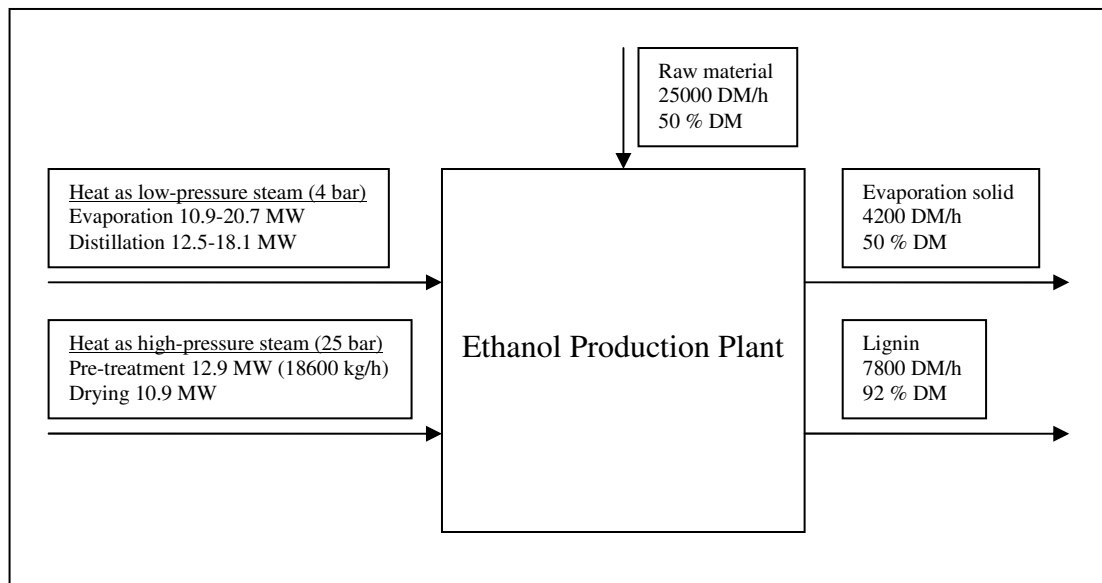 Raw material
25000 DM/h
50 % DM
Heat as low-pressure steam (4 bar)
Evaporation 10.9-20.7 MW
Distillation 12.5-18.1 MW
Evaporation solid
4200 DM/h
50 % DM
Heat as high-pressure steam (25 bar)
Pre-treatment 12.9 MW (18600 kg/h)
Drying 10.9 MW
Ethanol Production Plant
Lignin
7800 DM/h
92 % DM